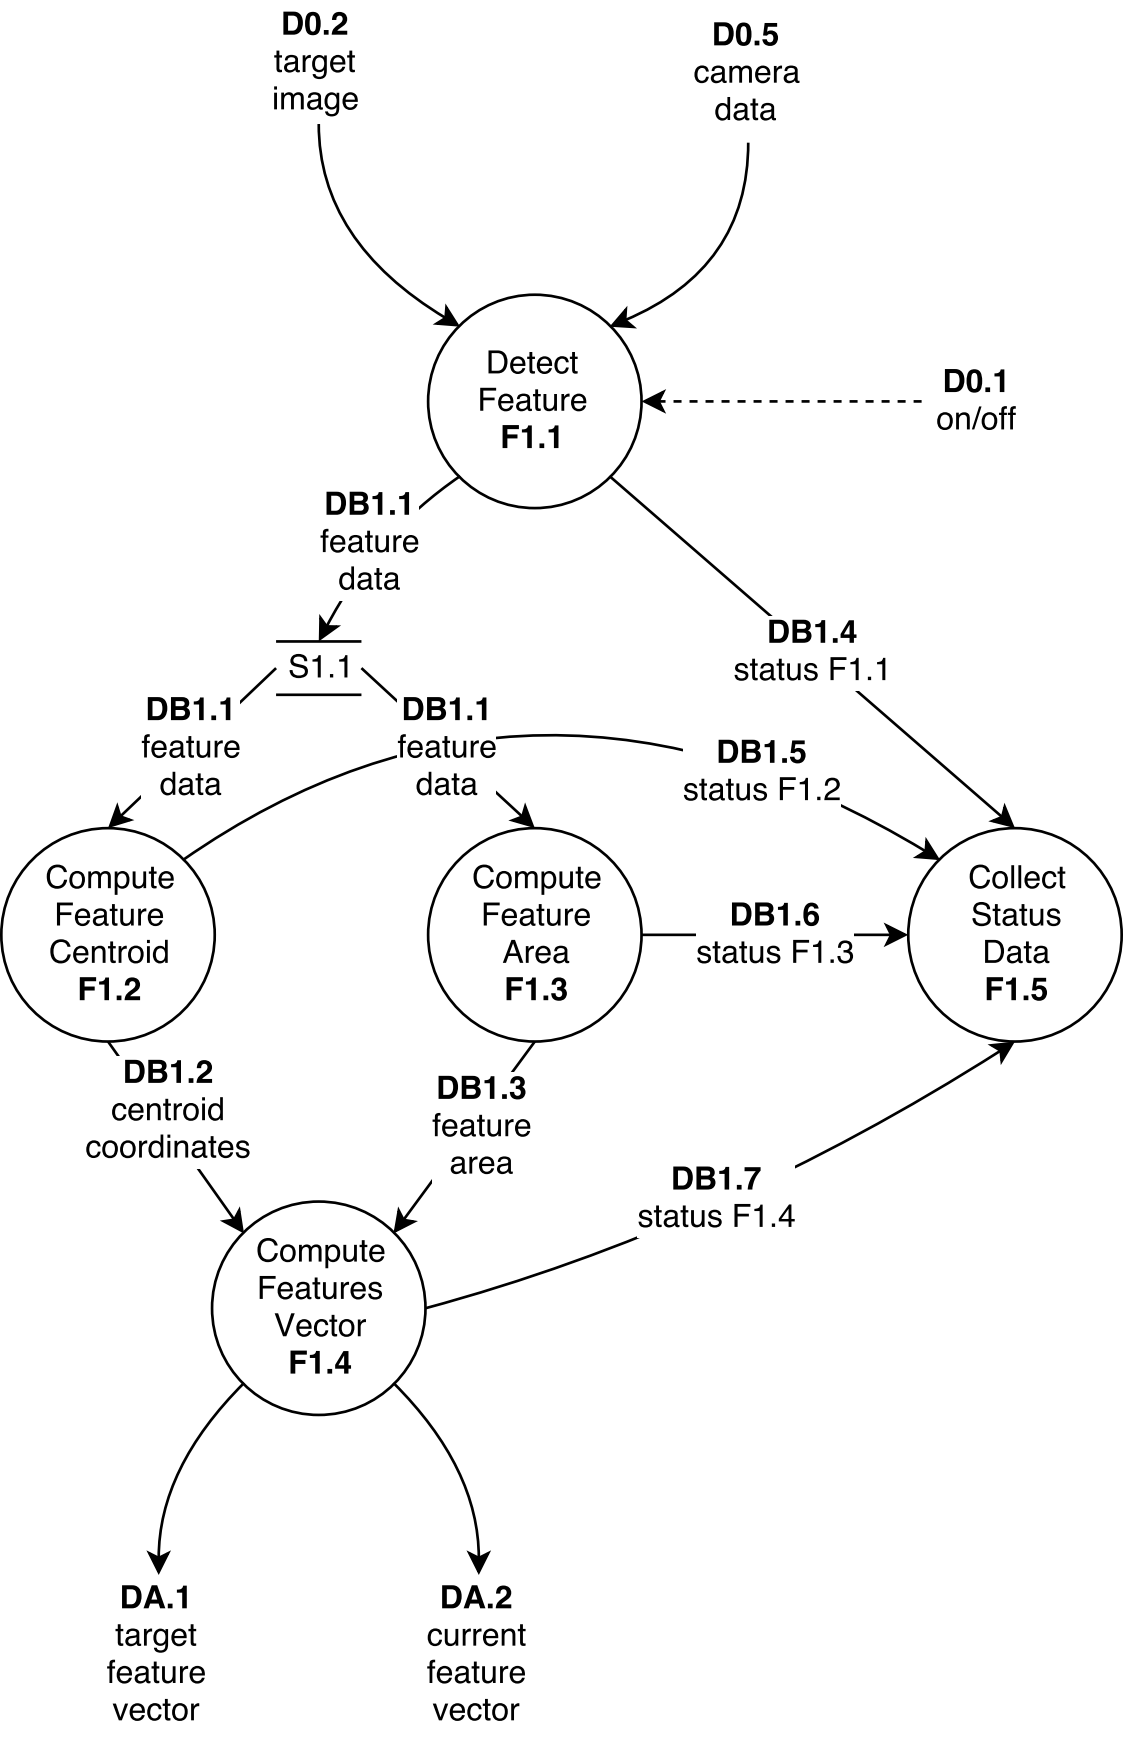 D0.2
target
image
D0.5
camera
data
Detect
Feature
F1.1
D0.1
on/off
DB1.1
feature
data
DB1.4
status F1.1
S1.1
DB1.1
feature
data
DB1.1
feature
data
DB1.5
status F1.2
Compute
Feature
Centroid
F1.2
Compute
Feature
Area
F1.3
DB1.6
status F1.3
Collect
Status
Data
F1.5
DB1.2
centroid
coordinates
DB1.3
feature
area
DB1.7
status F1.4
Compute
Features
Vector
F1.4
DA.1
target
feature
vector
DA.2
current
feature
vector